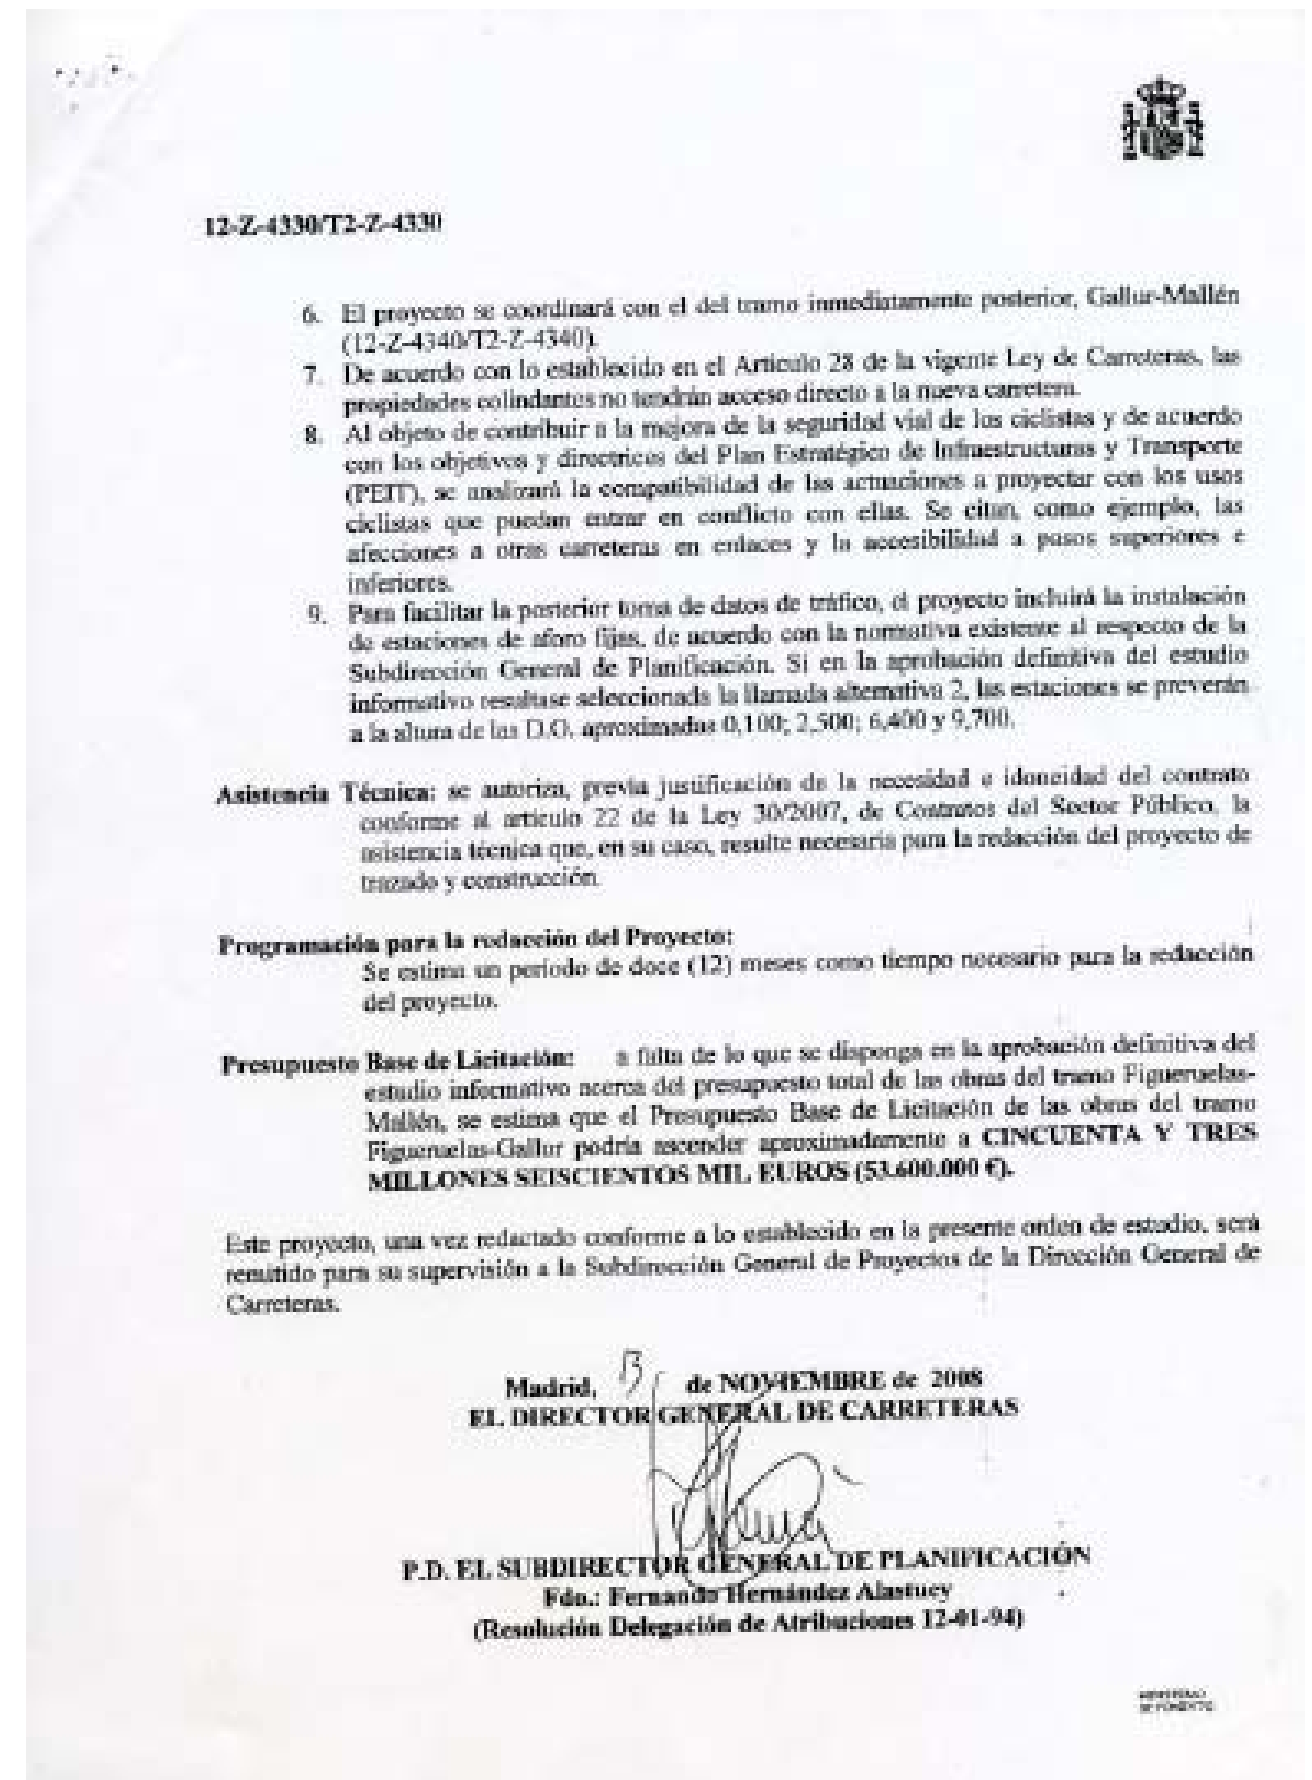 12-Z-4330/T2-Z-4330
6. El proyecto se coordinará con el del tramo inmediatamente posterior, Gallur-Mallén
(12-Z-4340/T2-Z-4340).
7. De acuerdo con lo establecido en el Artículo 28 de la vigente Ley de Carreteras, las
propiedades colindantes no tendrán acceso directo a la nueva carretera.
8. Al objeto de contribuir a la mejora de la seguridad vial de los ciclistas y de acuerdo
con los objetivos y directrices del Plan Estratégico de Infraestructuras y Transporte
(PEIT), se analizará la compatibilidad de las actuaciones a proyectar con los usos
ciclistas que puedan entrar en conflicto con ellas. Se citan, como ejemplo, las
afecciones a otras carreteras en enlaces y la accesibilidad a pasos superiores e
inferiores.
9. Para facilitar la posterior toma de datos de tráfico, el proyecto incluirá la instalación
de estaciones de aforo fijas, de acuerdo con la normativa existente al respecto de la
Subdirección General de Planificación. Si en la aprobación definitiva del estudio
informativo resultase seleccionada la llamada alternativa 2, las estaciones se preverán
a la altura de las D.O. aproximadas 0,100; 2,500; 6,400 y 9,700.
Asistencia Técnica: se autoriza, previa justificación de la necesidad e idoneidad del contrato
conforme al artículo 22 de la Ley 30/2007, de Contratos del Sector Público, la
asistencia técnica que, en su caso, resulte necesaria para la redacción del proyecto de
trazado y construcción.
Programación para la redacción del Proyecto:
Se estima un período de doce (12) meses como tiempo necesario para la redacción
del proyecto.
Presupuesto Base de Licitación: a falta de lo que se disponga en la aprobación definitiva del
estudio informativo acerca del presupuesto total de las obras del tramo Figueruelas-
Mallén, se estima que el Presupuesto Base de Licitación de las obras del tramo
Figueruelas-Gallur podría ascender aproximadamente a CINCUENTA Y TRES
MILLONES SEISCIENTOS MIL EUROS (53.600.000 €).
Este proyecto, una vez redactado conforme a lo establecido en la presente orden de estudio, será
remitido para su supervisión a la Subdirección General de Proyectos de la Dirección General de
Carreteras.
Madrid, 13 de NOVIEMBRE de 2008
EL DIRECTOR GENERAL DE CARRETERAS
P.D. EL SUBDIRECTOR GENERAL DE PLANIFICACIÓN
Fdo.: Fernando Hernández Alastuey
(Resolución Delegación de Atribuciones 12-01-94)
MINISTERIO
DE FOMENTO